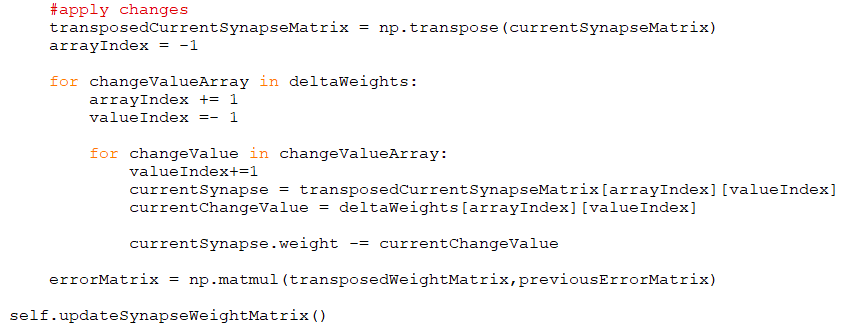 #apply changes
transposedCurrentSynapseMatrix = np.transpose(currentSynapseMatrix)
arrayIndex = -1
for changeValueArray in deltaWeights:
arrayIndex += 1
valueIndex =- 1
for changeValue in changeValueArray:
valueIndex+=1
currentSynapse = transposedCurrentSynapseMatrix[arrayIndex][valueIndex]
currentChangeValue = deltaWeights[arrayIndex][valueIndex]
currentSynapse.weight -= currentChangeValue
errorMatrix = np.matmul(transposedWeightMatrix,previousErrorMatrix)
self.updateSynapseWeightMatrix()